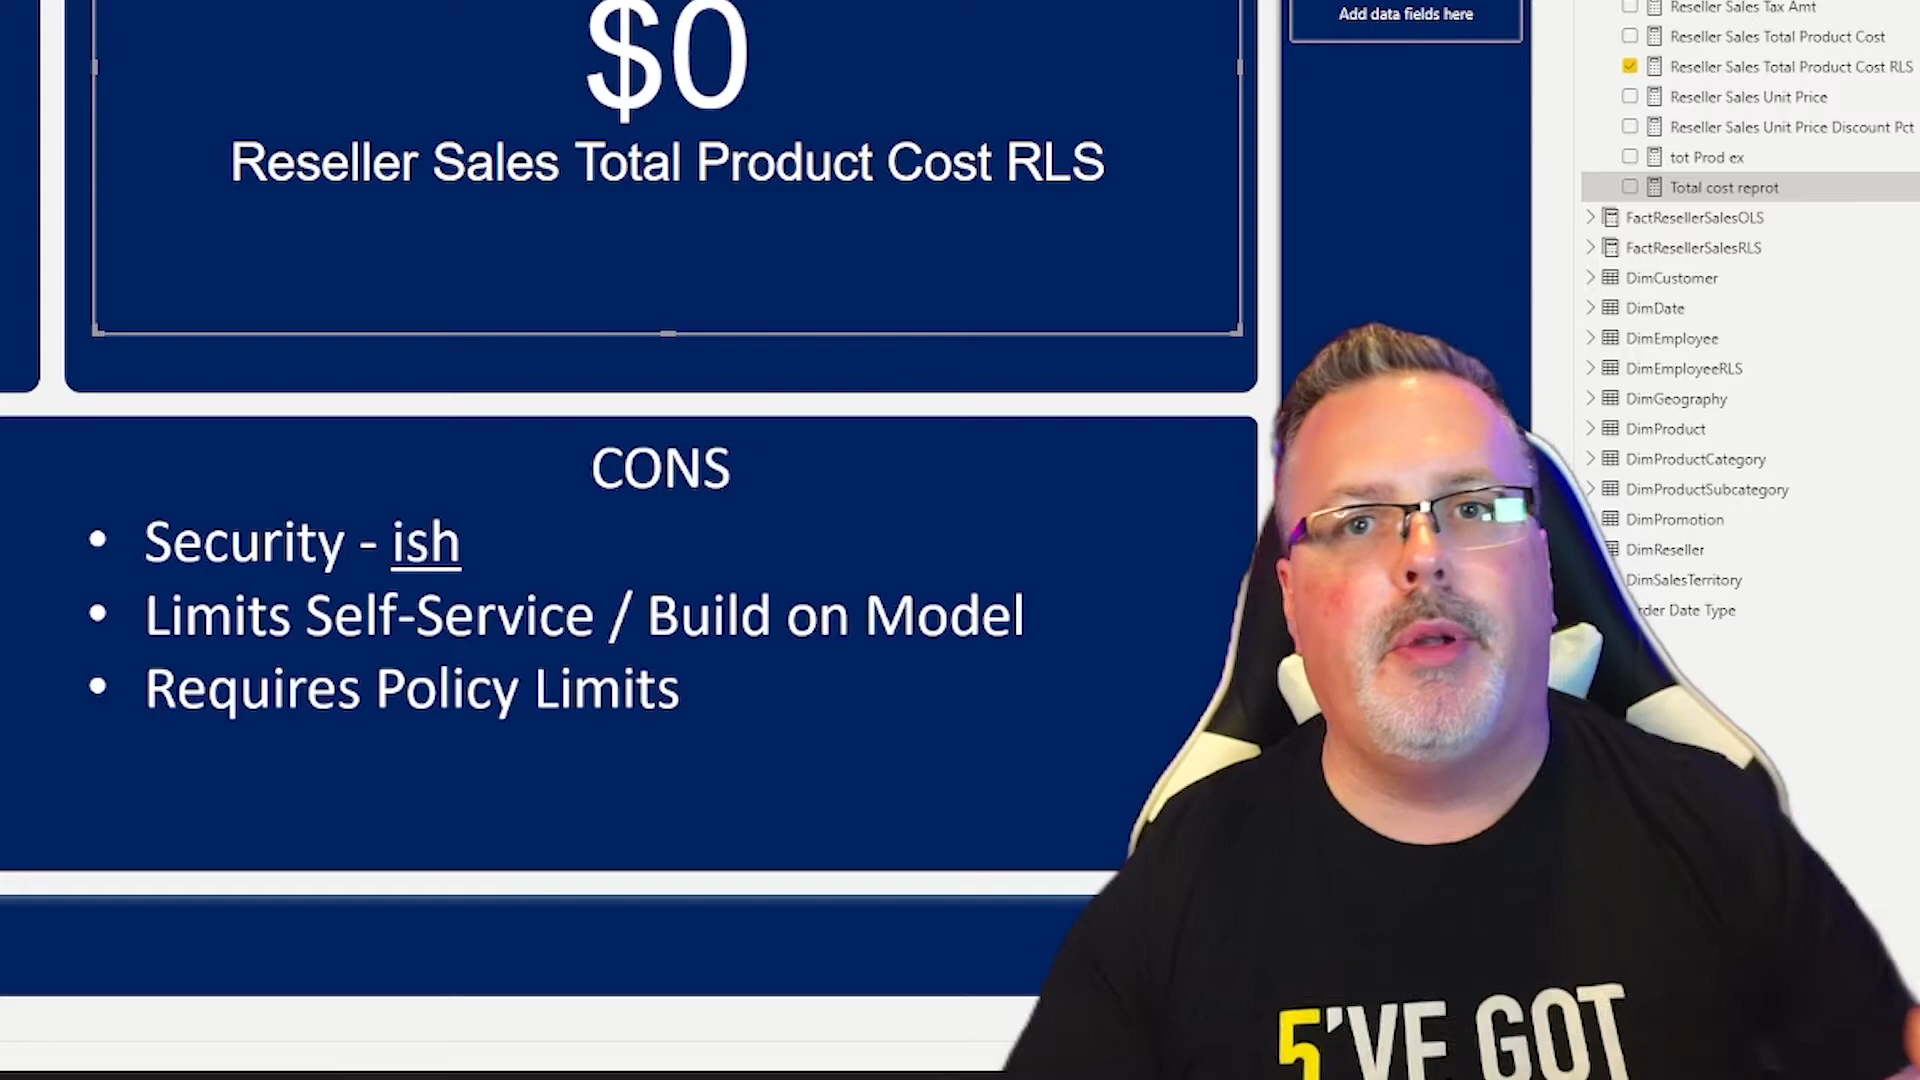 $0
Reseller Sales Total Product Cost RLS
CONS
• Security - ish
• Limits Self-Service / Build on Model
• Requires Policy Limits
Add data fields here
Reseller Sales Tax Amt
Reseller Sales Total Product Cost
Reseller Sales Total Product Cost RLS
Reseller Sales Unit Price
Reseller Sales Unit Price Discount Pct
tot Prod ex
Total cost reprot
FactResellerSalesOLS
FactResellerSalesRLS
DimCustomer
DimDate
DimEmployee
DimEmployeeRLS
DimGeography
DimProduct
DimProductCategory
DimProductSubcategory
DimPromotion
DimReseller
DimSalesTerritory
rder Date Type
5'VE GOT